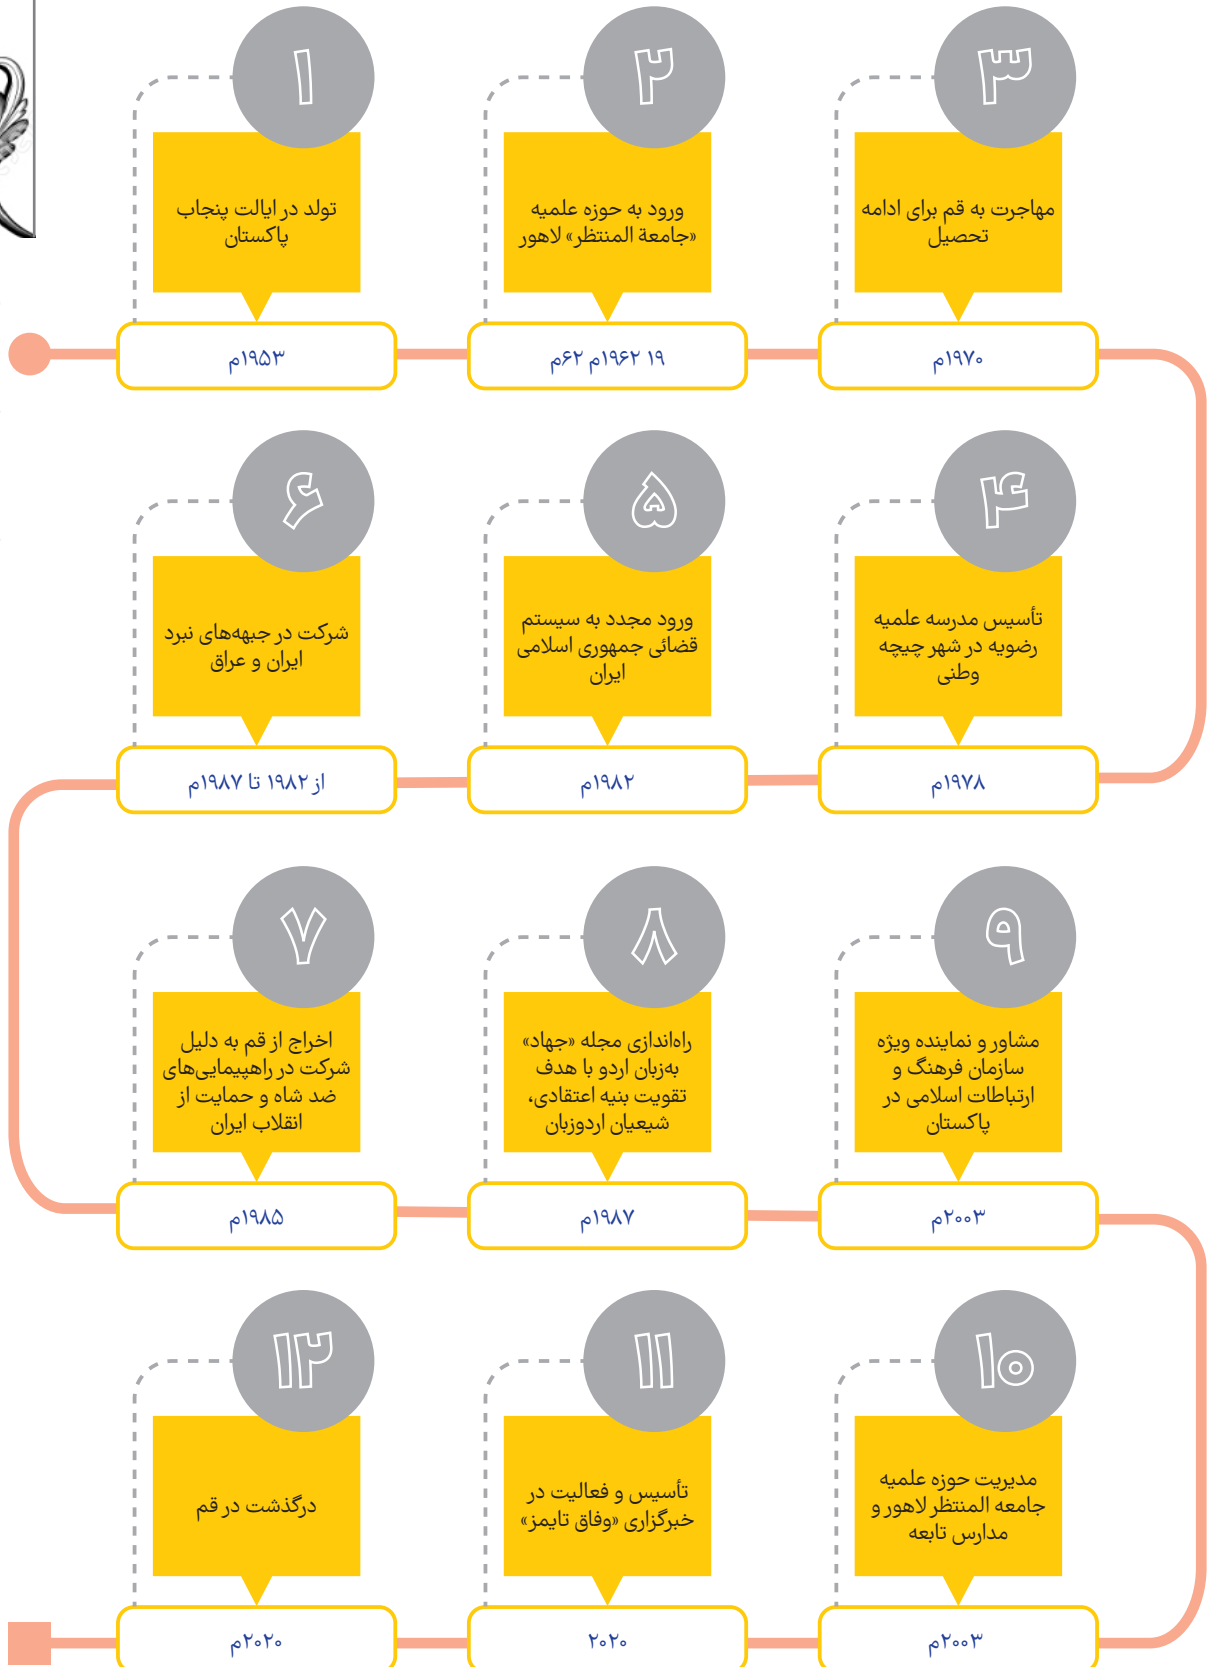 ۱
تولد در ایالت پنجاب
پاکستان
۱۹۵۳م
۲
ورود به حوزه علمیه
«جامعة المنتظر» لاهور
۱۹ ۱۹۶۲م ۶۲م
۳
مهاجرت به قم برای ادامه
تحصیل
۱۹۷۰م
۴
تأسیس مدرسه علمیه
رضویه در شهر چیچه
وطنی
۱۹۷۸م
۵
ورود مجدد به سیستم
قضائی جمهوری اسلامی
ایران
۱۹۸۲م
۶
شرکت در جبهه‌های نبرد
ایران و عراق
از ۱۹۸۲ تا ۱۹۸۷م
۷
اخراج از قم به دلیل
شرکت در راهپیمایی‌های
ضد شاه و حمایت از
انقلاب ایران
۱۹۸۵م
۸
راه‌اندازی مجله «جهاد»
به‌زبان اردو با هدف
تقویت بنیه اعتقادی،
شیعیان اردوزبان
۱۹۸۷م
۹
مشاور و نماینده ویژه
سازمان فرهنگ و
ارتباطات اسلامی در
پاکستان
۲۰۰۳م
۱۰
مدیریت حوزه علمیه
جامعه المنتظر لاهور و
مدارس تابعه
۲۰۰۳م
۱۱
تأسیس و فعالیت در
خبرگزاری «وفاق تایمز»
۲۰۲۰
۱۲
درگذشت در قم
۲۰۲۰م